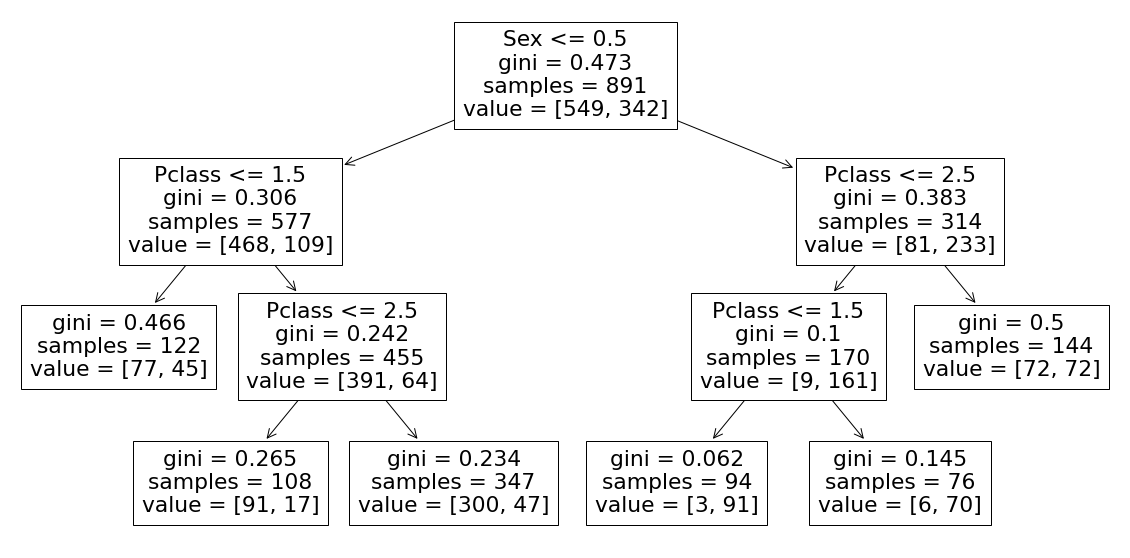 Sex <= 0.5
gini = 0.473
samples = 891
value = [549, 342]
Pclass <= 1.5
gini = 0.306
samples = 577
value = [468, 109]
Pclass <= 2.5
gini = 0.383
samples = 314
value = [81, 233]
gini = 0.466
samples = 122
value = [77, 45]
Pclass <= 2.5
gini = 0.242
samples = 455
value = [391, 64]
Pclass <= 1.5
gini = 0.1
samples = 170
value = [9, 161]
gini = 0.5
samples = 144
value = [72, 72]
gini = 0.265
samples = 108
value = [91, 17]
gini = 0.234
samples = 347
value = [300, 47]
gini = 0.062
samples = 94
value = [3, 91]
gini = 0.145
samples = 76
value = [6, 70]